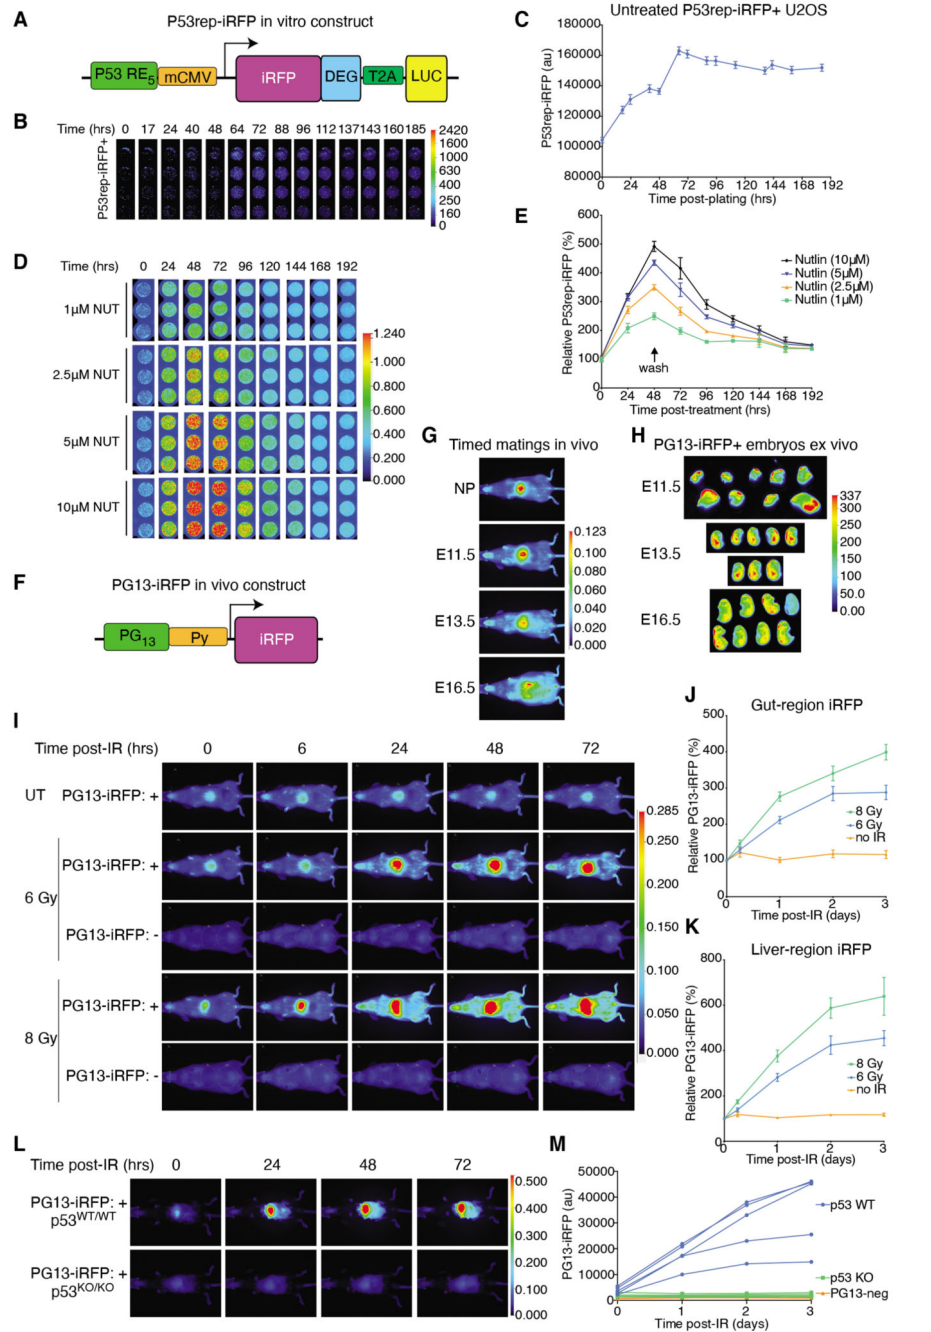 A
P53rep-iRFP in vitro construct
P53 RE5 mCMV iRFP DEG T2A LUC
B
Time (hrs) 0 17 24 40 48 64 72 88 96 112 137 143 160 185
P53rep-iRFP+
2420
1600
1000
630
400
250
160
0
C
Untreated P53rep-iRFP+ U2OS
P53rep-iRFP (au)
180000
160000
140000
120000
100000
80000
0 24 48 72 96 120 144 168 192
Time post-plating (hrs)
D
Time (hrs) 0 24 48 72 96 120 144 168 192
1µM NUT
2.5µM NUT
5µM NUT
10µM NUT
1.240
1.000
0.800
0.600
0.400
0.200
0.000
E
Relative P53rep-iRFP (%)
600
500
400
300
200
100
0
0 24 48 72 96 120 144 168 192
Time post-treatment (hrs)
wash
Nutlin (10µM)
Nutlin (5µM)
Nutlin (2.5µM)
Nutlin (1µM)
F
PG13-iRFP in vivo construct
PG13 Py iRFP
G
Timed matings in vivo
NP
E11.5
E13.5
E16.5
0.123
0.100
0.080
0.060
0.040
0.020
0.000
H
PG13-iRFP+ embryos ex vivo
E11.5
E13.5
E16.5
337
300
250
200
150
100
50.0
0.00
I
Time post-IR (hrs) 0 6 24 48 72
UT PG13-iRFP: +
6 Gy
PG13-iRFP: +
PG13-iRFP: -
8 Gy
PG13-iRFP: +
PG13-iRFP: -
0.285
0.250
0.200
0.150
0.100
0.050
0.000
J
Gut-region iRFP
Relative PG13-iRFP (%)
500
400
300
200
100
0
0 1 2 3
Time post-IR (days)
8 Gy
6 Gy
no IR
K
Liver-region iRFP
Relative PG13-iRFP (%)
800
600
400
200
0
0 1 2 3
Time post-IR (days)
8 Gy
6 Gy
no IR
L
Time post-IR (hrs) 0 24 48 72
PG13-iRFP: +
p53WT/WT
PG13-iRFP: +
p53KO/KO
0.500
0.400
0.300
0.200
0.100
0.000
M
PG13-iRFP (au)
50000
40000
30000
20000
10000
0
0 1 2 3
Time post-IR (days)
p53 WT
p53 KO
PG13-neg